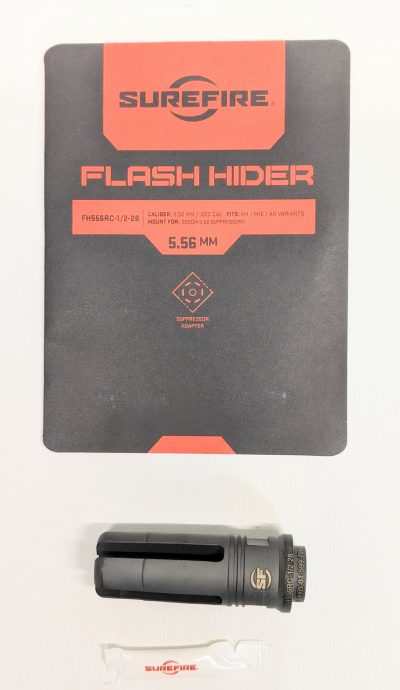 SUREFIRE®
FLASH HIDER
FH556RC-1/2-28
CALIBER: 5.56 MM / .223 CAL FITS: M4 / M16 / AR VARIANTS
MOUNT FOR: SOCOM 5.56 SUPPRESSORS
5.56 MM
SUPPRESSOR
ADAPTER
SF
FH556RC-1/2-28
SUREFIRE